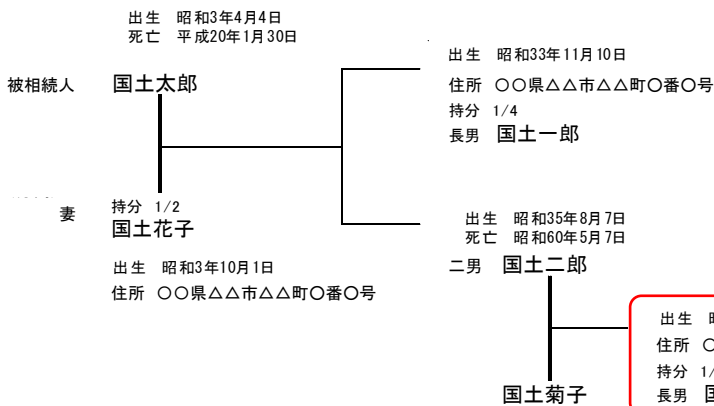 出生 昭和3年4月4日
死亡 平成20年1月30日
被相続人 国土太郎
出生 昭和33年11月10日
住所 〇〇県△△市△△町〇番〇号
持分 1/4
長男 国土一郎
妻
持分 1/2
国土花子
出生 昭和3年10月1日
住所 〇〇県△△市△△町〇番〇号
出生 昭和35年8月7日
死亡 昭和60年5月7日
二男 国土二郎
国土菊子
出生
住所
持分 1/
長男 国